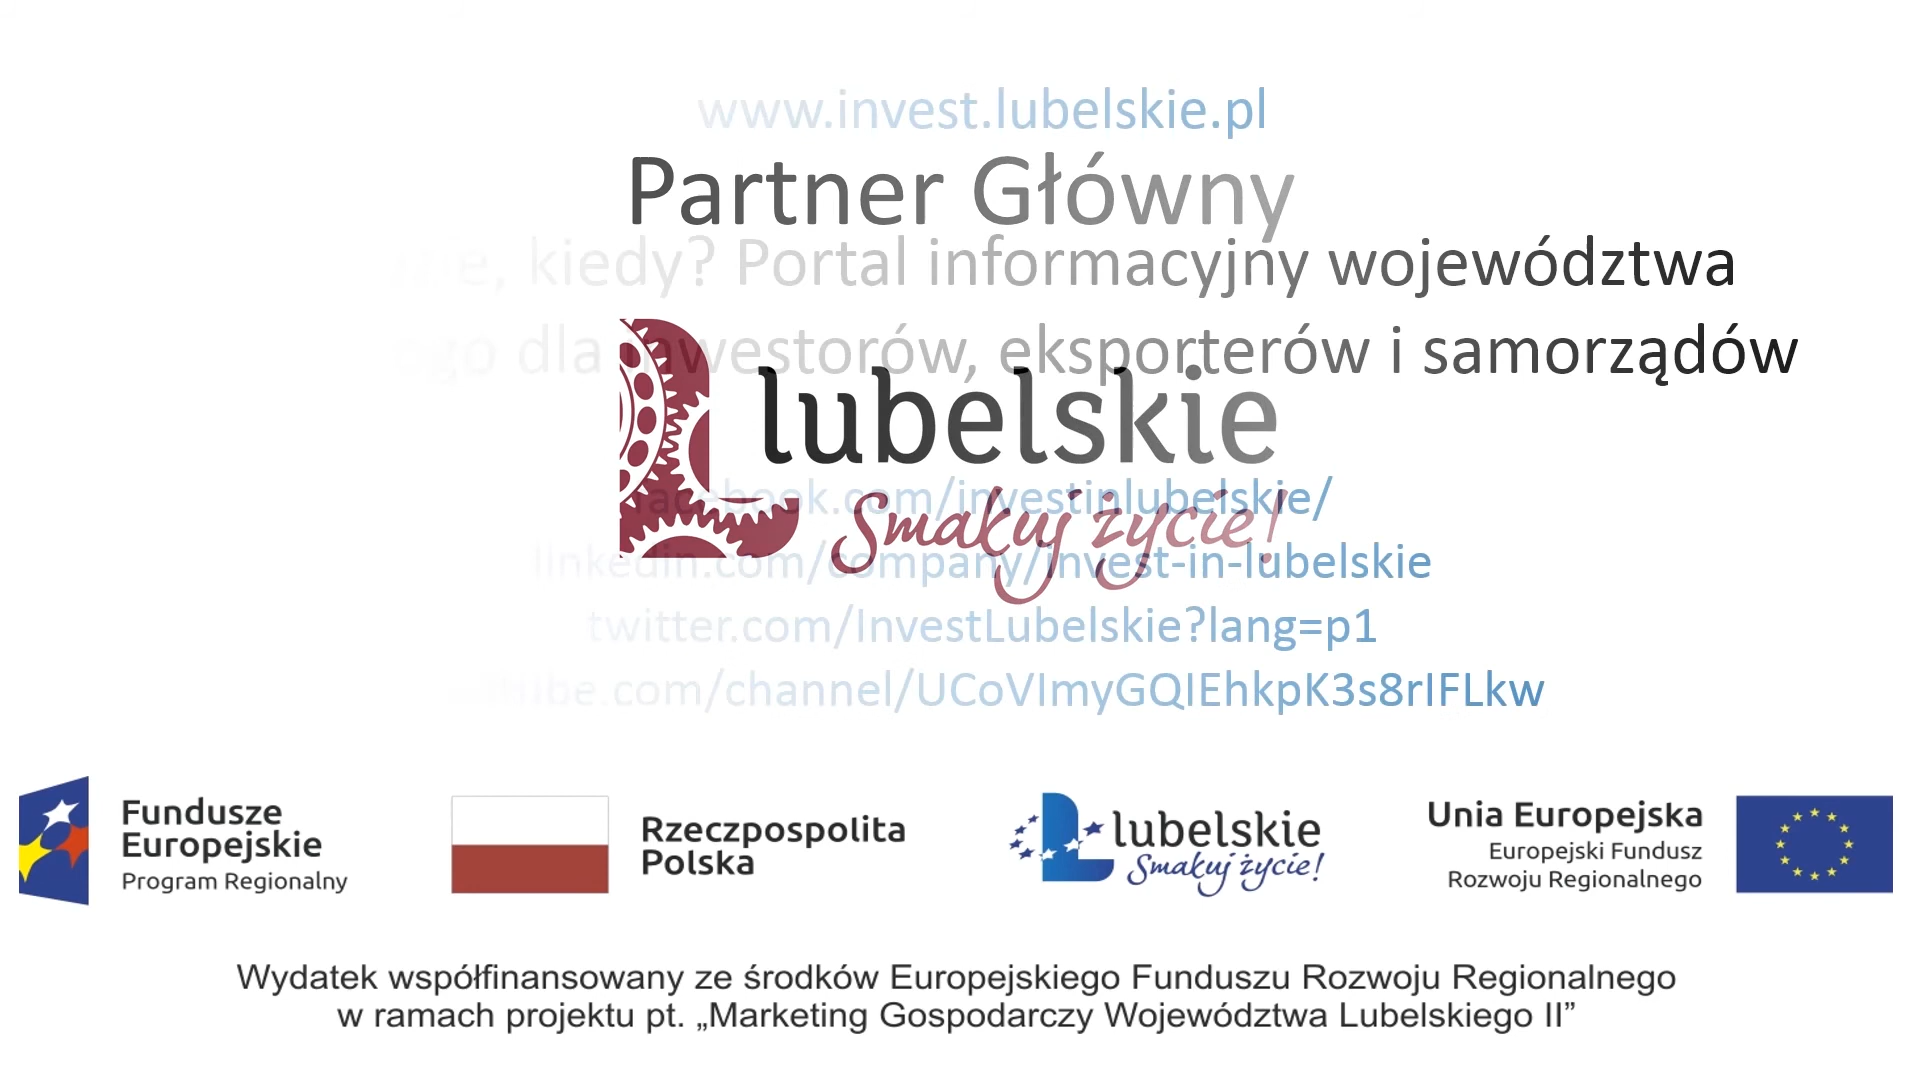 www.invest.lubelskie.pl
Partner Główny
kiedy? Portal informacyjny województwa
dla inwestorów, eksporterów i samorządów
lubelskie
Smakuj życie!
facebook.com/investinlubelskie/
linkedin.com/company/invest-in-lubelskie
twitter.com/InvestLubelskie?lang=p1
.com/channel/UCoVImyGQIEhkpK3s8rIFLkw
Fundusze
Europejskie
Program Regionalny
Rzeczpospolita
Polska
lubelskie
Smakuj życie!
Unia Europejska
Europejski Fundusz
Rozwoju Regionalnego
Wydatek współfinansowany ze środków Europejskiego Funduszu Rozwoju Regionalnego
w ramach projektu pt. „Marketing Gospodarczy Województwa Lubelskiego II”